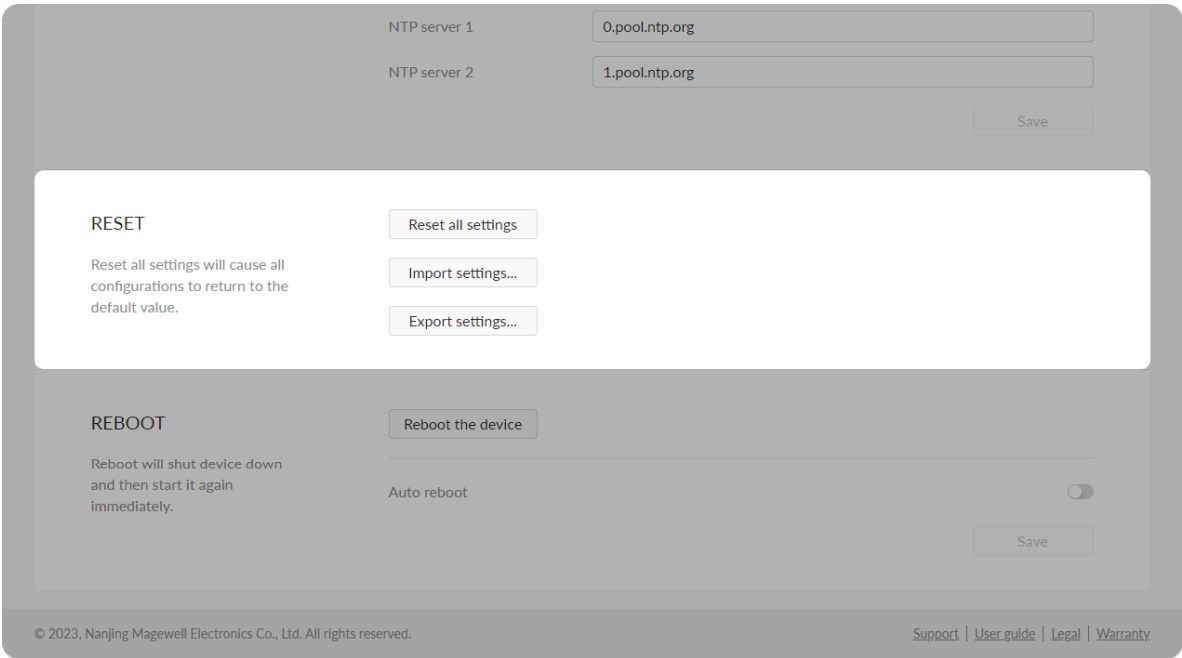 NTP server 1
0.pool.ntp.org
NTP server 2
1.pool.ntp.org
Save
RESET
Reset all settings will cause all
configurations to return to the
default value.
Reset all settings
Import settings...
Export settings...
REBOOT
Reboot will shut device down
and then start it again
immediately.
Reboot the device
Auto reboot
Save
© 2023, Nanjing Magewell Electronics Co., Ltd. All rights reserved.
Support | User guide | Legal | Warranty